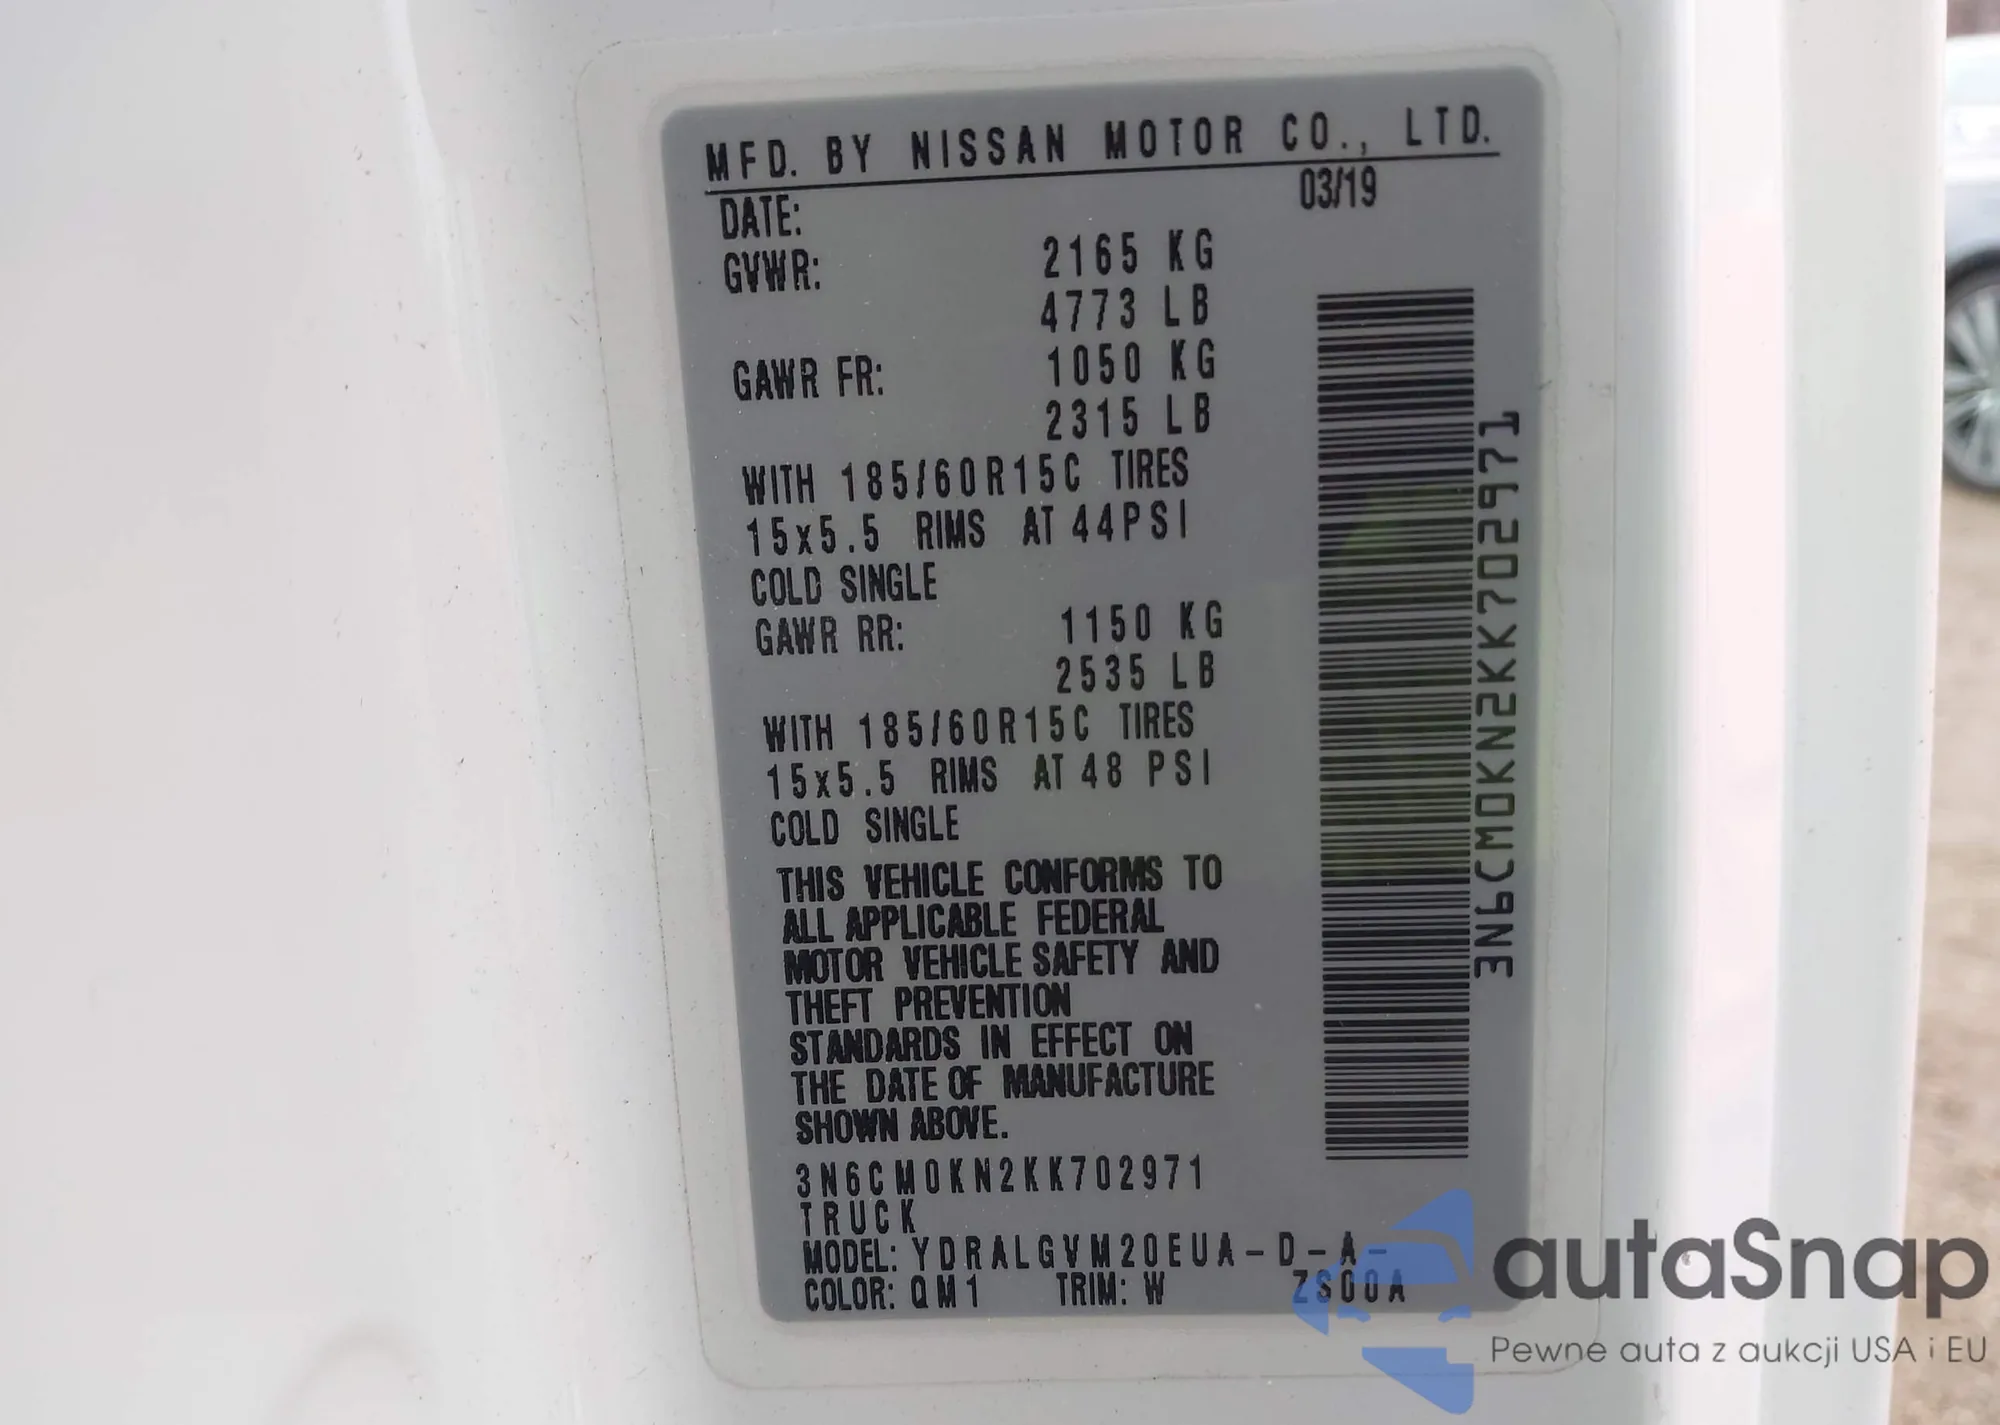 MFD. BY NISSAN MOTOR CO., LTD.
DATE: 03/19
GVWR: 2165 KG
4773 LB
GAWR FR: 1050 KG
2315 LB
WITH 185/60R15C TIRES
15x5.5 RIMS AT 44PSI
COLD SINGLE
GAWR RR: 1150 KG
2535 LB
WITH 185/60R15C TIRES
15x5.5 RIMS AT 48 PSI
COLD SINGLE
THIS VEHICLE CONFORMS TO
ALL APPLICABLE FEDERAL
MOTOR VEHICLE SAFETY AND
THEFT PREVENTION
STANDARDS IN EFFECT ON
THE DATE OF MANUFACTURE
SHOWN ABOVE.
3N6CM0KN2KK702971
TRUCK
MODEL: YDRALGVM20EUA-D-A-
COLOR: QM1 TRIM: W ZS00A
3N6CM0KN2KK702971
autaSnap
Pewne auta z aukcji USA i EU